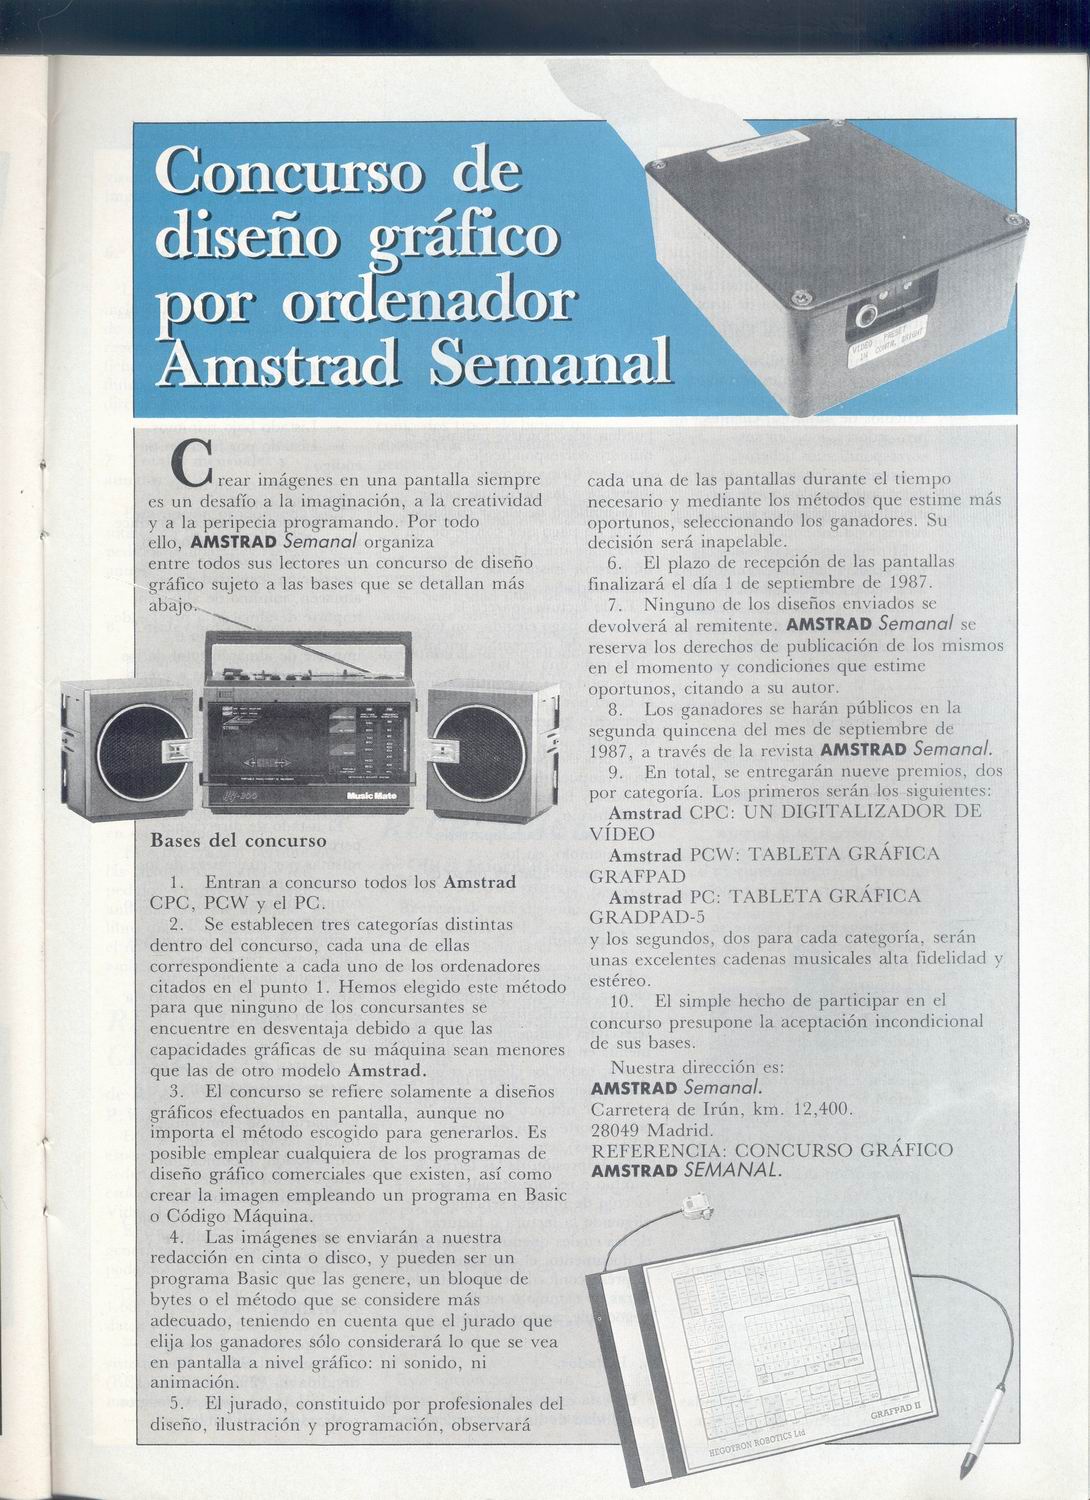 Concurso de
diseño gráfico
por ordenador
Amstrad Semanal
VIDEO PRESET
IN CONTR. BRIGHT
Crear imágenes en una pantalla siempre
es un desafío a la imaginación, a la creatividad
y a la peripecia programando. Por todo
ello, AMSTRAD Semanal organiza
entre todos sus lectores un concurso de diseño
gráfico sujeto a las bases que se detallan más
abajo.
Music Mate
Bases del concurso
1. Entran a concurso todos los Amstrad
CPC, PCW y el PC.
2. Se establecen tres categorías distintas
dentro del concurso, cada una de ellas
correspondiente a cada uno de los ordenadores
citados en el punto 1. Hemos elegido este método
para que ninguno de los concursantes se
encuentre en desventaja debido a que las
capacidades gráficas de su máquina sean menores
que las de otro modelo Amstrad.
3. El concurso se refiere solamente a diseños
gráficos efectuados en pantalla, aunque no
importa el método escogido para generarlos. Es
posible emplear cualquiera de los programas de
diseño gráfico comerciales que existen, así como
crear la imagen empleando un programa en Basic
o Código Máquina.
4. Las imágenes se enviarán a nuestra
redacción en cinta o disco, y pueden ser un
programa Basic que las genere, un bloque de
bytes o el método que se considere más
adecuado, teniendo en cuenta que el jurado que
elija los ganadores sólo considerará lo que se vea
en pantalla a nivel gráfico: ni sonido, ni
animación.
5. El jurado, constituido por profesionales del
diseño, ilustración y programación, observará
cada una de las pantallas durante el tiempo
necesario y mediante los métodos que estime más
oportunos, seleccionando los ganadores. Su
decisión será inapelable.
6. El plazo de recepción de las pantallas
finalizará el día 1 de septiembre de 1987.
7. Ninguno de los diseños enviados se
devolverá al remitente. AMSTRAD Semanal se
reserva los derechos de publicación de los mismos
en el momento y condiciones que estime
oportunos, citando a su autor.
8. Los ganadores se harán públicos en la
segunda quincena del mes de septiembre de
1987, a través de la revista AMSTRAD Semanal.
9. En total, se entregarán nueve premios, dos
por categoría. Los primeros serán los siguientes:
Amstrad CPC: UN DIGITALIZADOR DE
VÍDEO
Amstrad PCW: TABLETA GRÁFICA
GRAFPAD
Amstrad PC: TABLETA GRÁFICA
GRADPAD-5
y los segundos, dos para cada categoría, serán
unas excelentes cadenas musicales alta fidelidad y
estéreo.
10. El simple hecho de participar en el
concurso presupone la aceptación incondicional
de sus bases.
Nuestra dirección es:
AMSTRAD Semanal.
Carretera de Irún, km. 12,400.
28049 Madrid.
REFERENCIA: CONCURSO GRÁFICO
AMSTRAD SEMANAL.
HEGOTRON ROBOTICS Ltd
GRAFPAD II